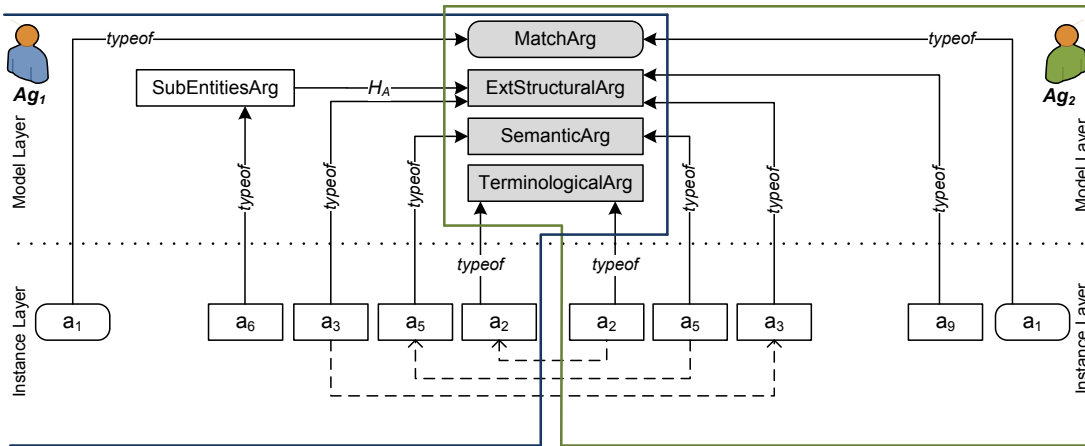 typeof
MatchArg
typeof
SubEntitiesArg
H_A
ExtStructuralArg
Ag₁
Ag₂
SemanticArg
TerminologicalArg
Model Layer
typeof
typeof
typeof
typeof
typeof
typeof
Model Layer
typeof
typeof
Instance Layer
a₁
a₆
a₃
a₅
a₂
a₂
a₅
a₃
a₉
a₁
Instance Layer